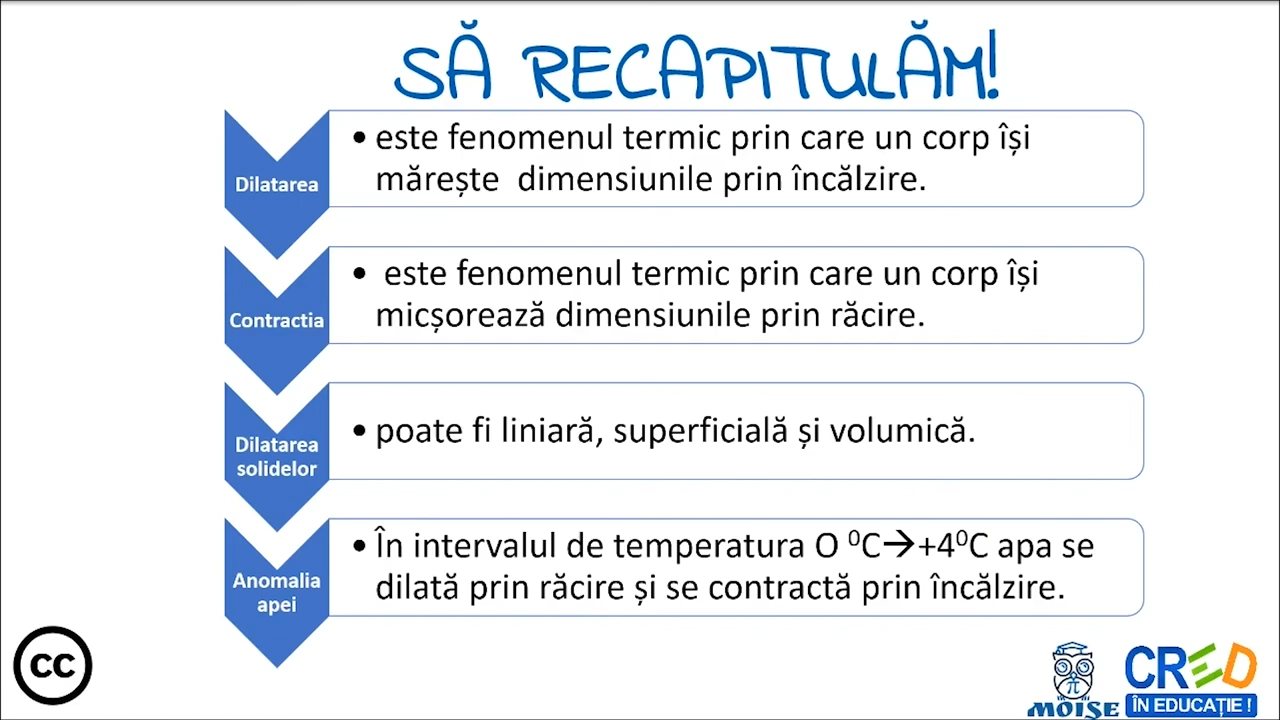 SĂ RECAPITULĂM!
Dilatarea
• este fenomenul termic prin care un corp își
mărește dimensiunile prin încălzire.
Contractia
• este fenomenul termic prin care un corp își
micșorează dimensiunile prin răcire.
Dilatarea
solidelor
• poate fi liniară, superficială și volumică.
Anomalia
apei
• În intervalul de temperatura O ⁰C→+4⁰C apa se
dilată prin răcire și se contractă prin încălzire.
CC
π
MOISE
CRED
ÎN EDUCAȚIE !